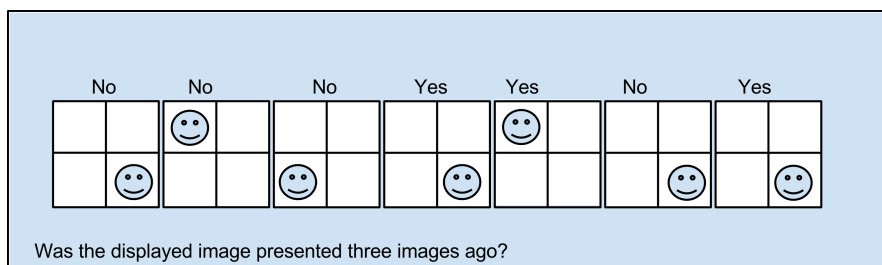 No No No Yes Yes No Yes
Was the displayed image presented three images ago?